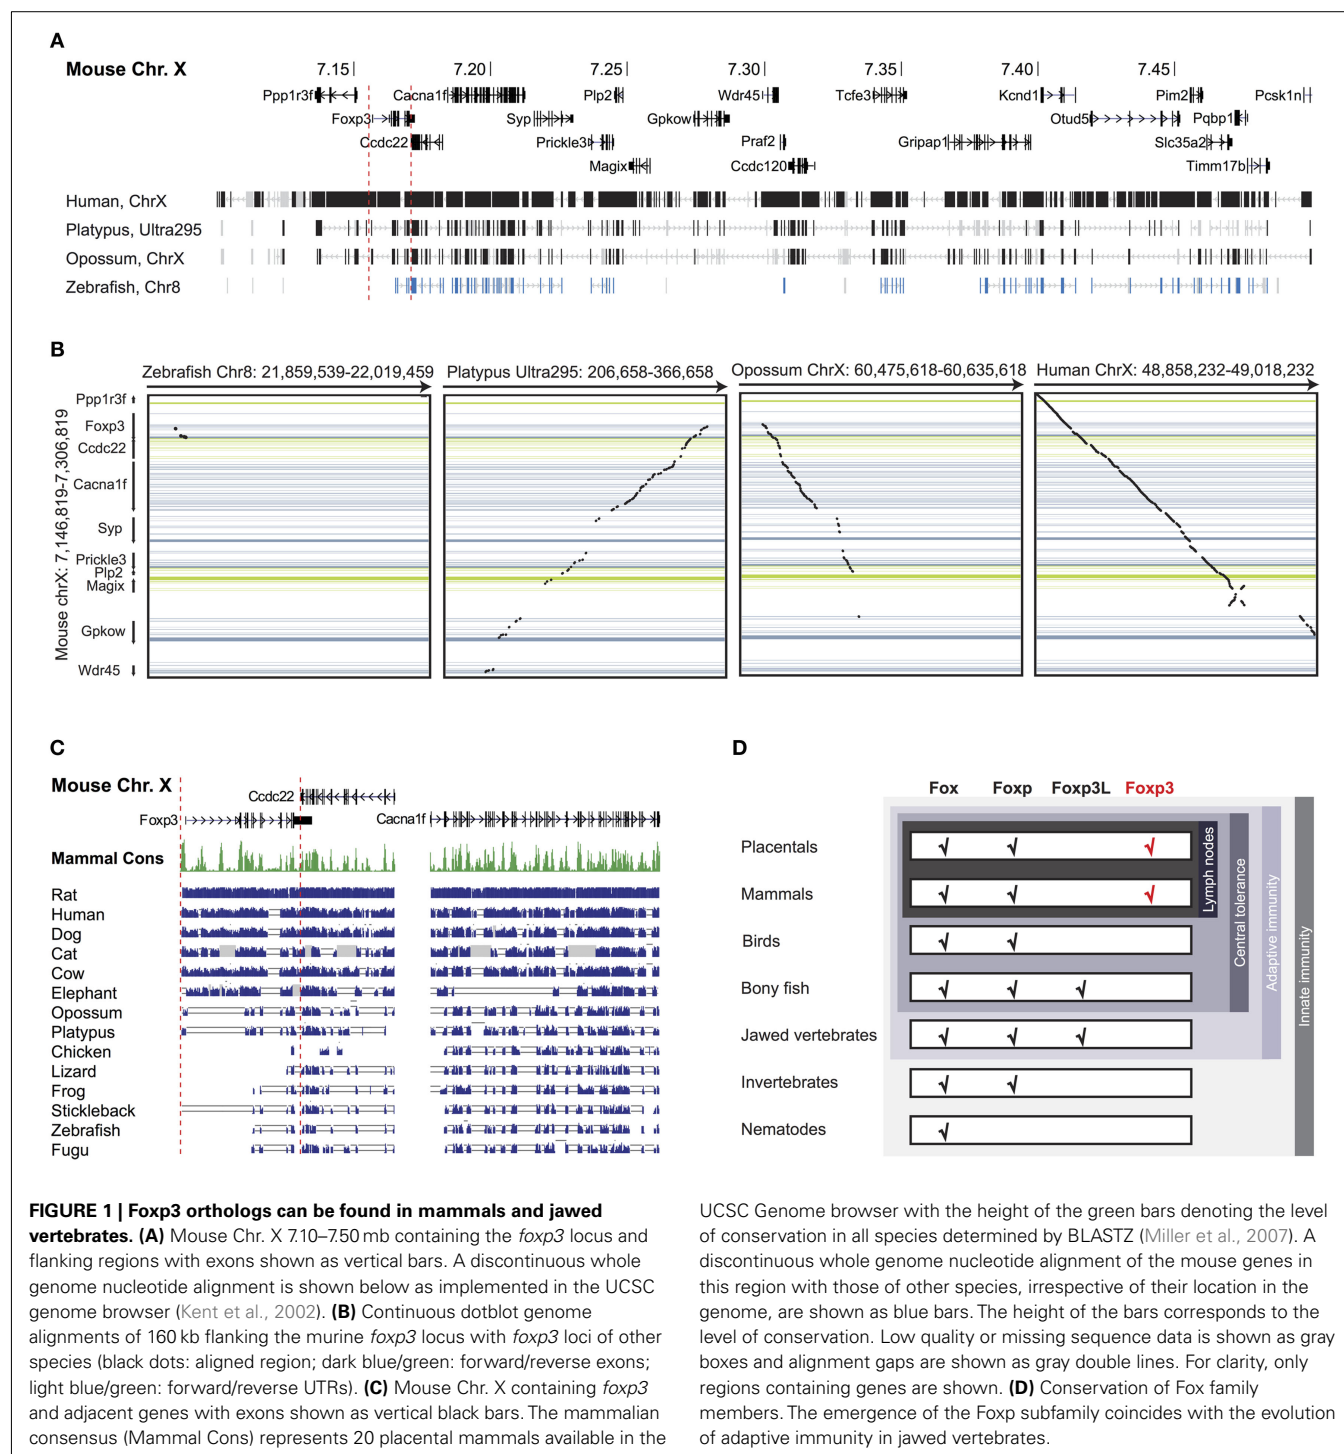 A
Mouse Chr. X
7.15 7.20 7.25 7.30 7.35 7.40 7.45
Ppp1r3f Cacna1f Plp2 Wdr45 Tcfe3 Kcnd1 Pim2 Pcsk1n
Foxp3 Syp Gpkow Otud5 Pqbp1
Ccdc22 Prickle3 Praf2 Gripap1 Slc35a2
Magix Ccdc120 Timm17b
Human, ChrX
Platypus, Ultra295
Opossum, ChrX
Zebrafish, Chr8
B
Zebrafish Chr8: 21,859,539-22,019,459 Platypus Ultra295: 206,658-366,658 Opossum ChrX: 60,475,618-60,635,618 Human ChrX: 48,858,232-49,018,232
Mouse chrX: 7,146,819-7,306,819
Ppp1r3f
Foxp3
Ccdc22
Cacna1f
Syp
Prickle3
Plp2
Magix
Gpkow
Wdr45
C
Mouse Chr. X
Ccdc22
Foxp3 Cacna1f
Mammal Cons
Rat
Human
Dog
Cat
Cow
Elephant
Opossum
Platypus
Chicken
Lizard
Frog
Stickleback
Zebrafish
Fugu
D
Fox Foxp Foxp3L Foxp3
Placentals √ √ √
Mammals √ √ √
Birds √ √
Bony fish √ √ √
Jawed vertebrates √ √ √
Invertebrates √ √
Nematodes √
Lymph nodes
Central tolerance
Adaptive immunity
Innate immunity
FIGURE 1 | Foxp3 orthologs can be found in mammals and jawed
vertebrates. (A) Mouse Chr. X 7.10–7.50 mb containing the foxp3 locus and
flanking regions with exons shown as vertical bars. A discontinuous whole
genome nucleotide alignment is shown below as implemented in the UCSC
genome browser (Kent et al., 2002). (B) Continuous dotblot genome
alignments of 160 kb flanking the murine foxp3 locus with foxp3 loci of other
species (black dots: aligned region; dark blue/green: forward/reverse exons;
light blue/green: forward/reverse UTRs). (C) Mouse Chr. X containing foxp3
and adjacent genes with exons shown as vertical black bars. The mammalian
consensus (Mammal Cons) represents 20 placental mammals available in the
UCSC Genome browser with the height of the green bars denoting the level
of conservation in all species determined by BLASTZ (Miller et al., 2007). A
discontinuous whole genome nucleotide alignment of the mouse genes in
this region with those of other species, irrespective of their location in the
genome, are shown as blue bars. The height of the bars corresponds to the
level of conservation. Low quality or missing sequence data is shown as gray
boxes and alignment gaps are shown as gray double lines. For clarity, only
regions containing genes are shown. (D) Conservation of Fox family
members. The emergence of the Foxp subfamily coincides with the evolution
of adaptive immunity in jawed vertebrates.